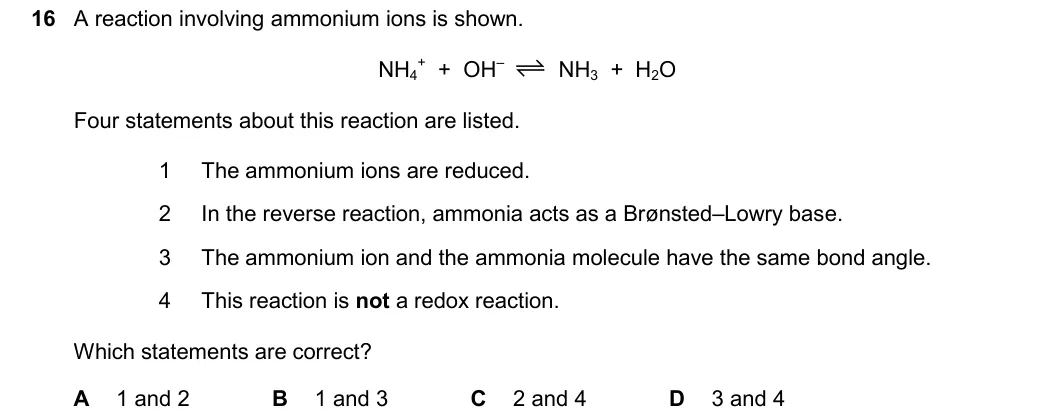 16 A reaction involving ammonium ions is shown.
NH₄⁺ + OH⁻ ⇌ NH₃ + H₂O
Four statements about this reaction are listed.
1 The ammonium ions are reduced.
2 In the reverse reaction, ammonia acts as a Brønsted–Lowry base.
3 The ammonium ion and the ammonia molecule have the same bond angle.
4 This reaction is not a redox reaction.
Which statements are correct?
A 1 and 2 B 1 and 3 C 2 and 4 D 3 and 4